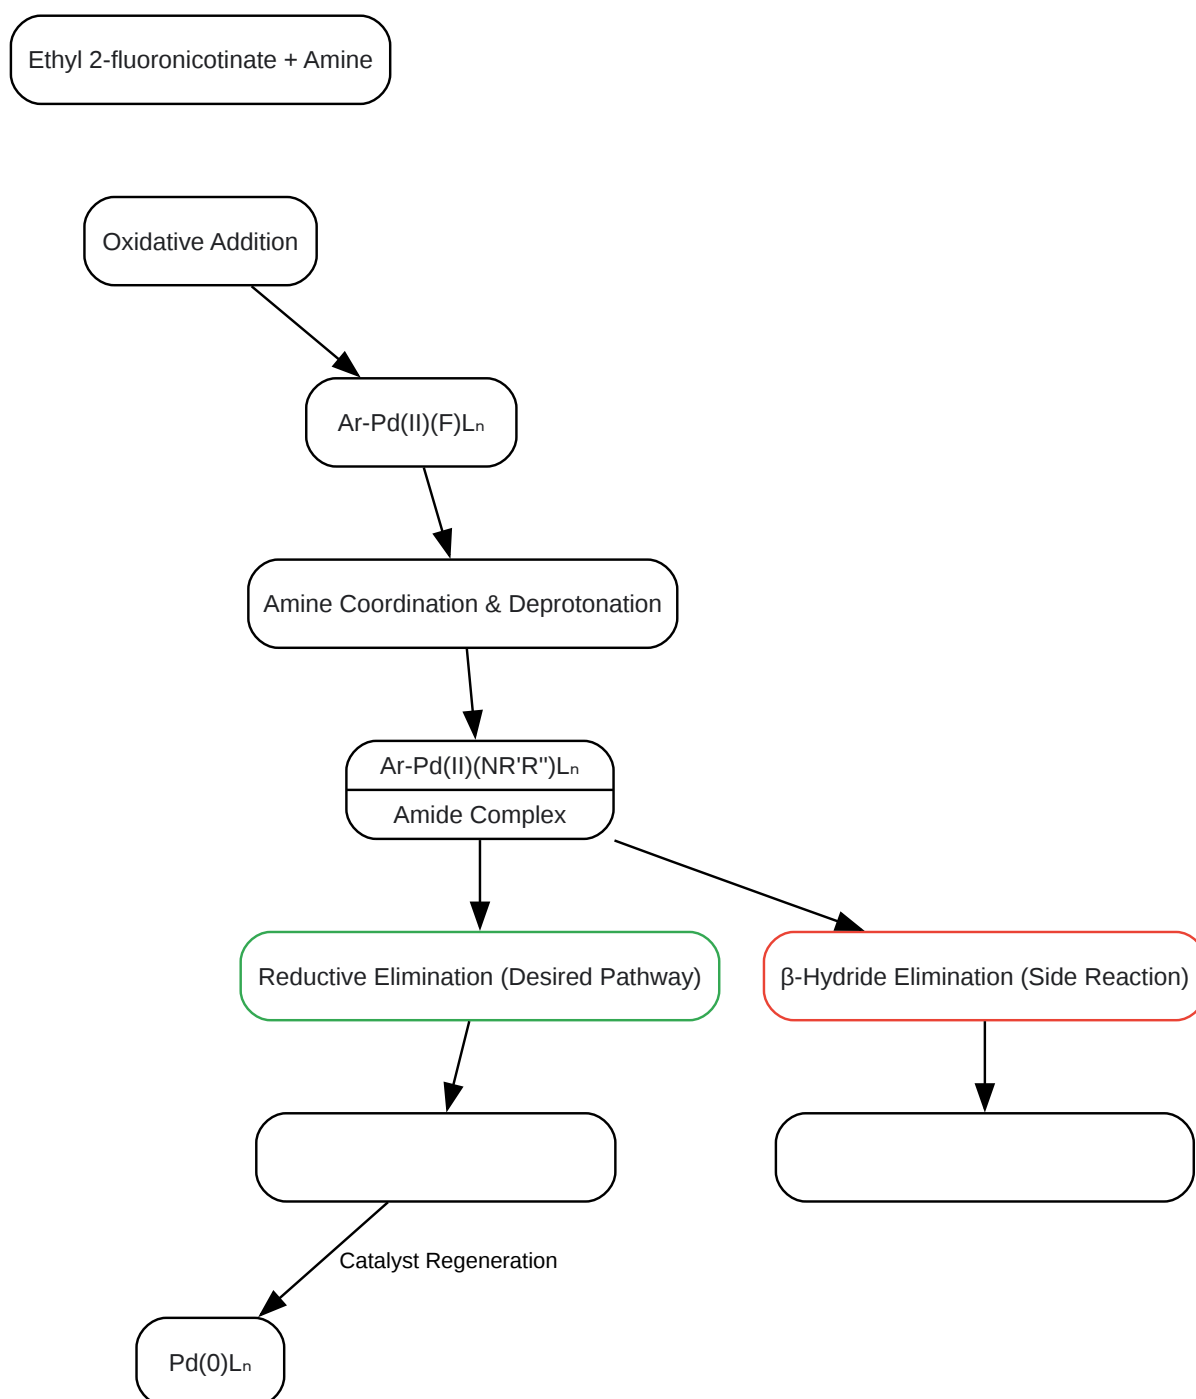 Ethyl 2-fluoronicotinate + Amine
Oxidative Addition
Ar-Pd(II)(F)Lₙ
Amine Coordination & Deprotonation
Ar-Pd(II)(NR'R'')Lₙ
Amide Complex
Reductive Elimination (Desired Pathway)
β-Hydride Elimination (Side Reaction)
Catalyst Regeneration
Pd(0)Lₙ